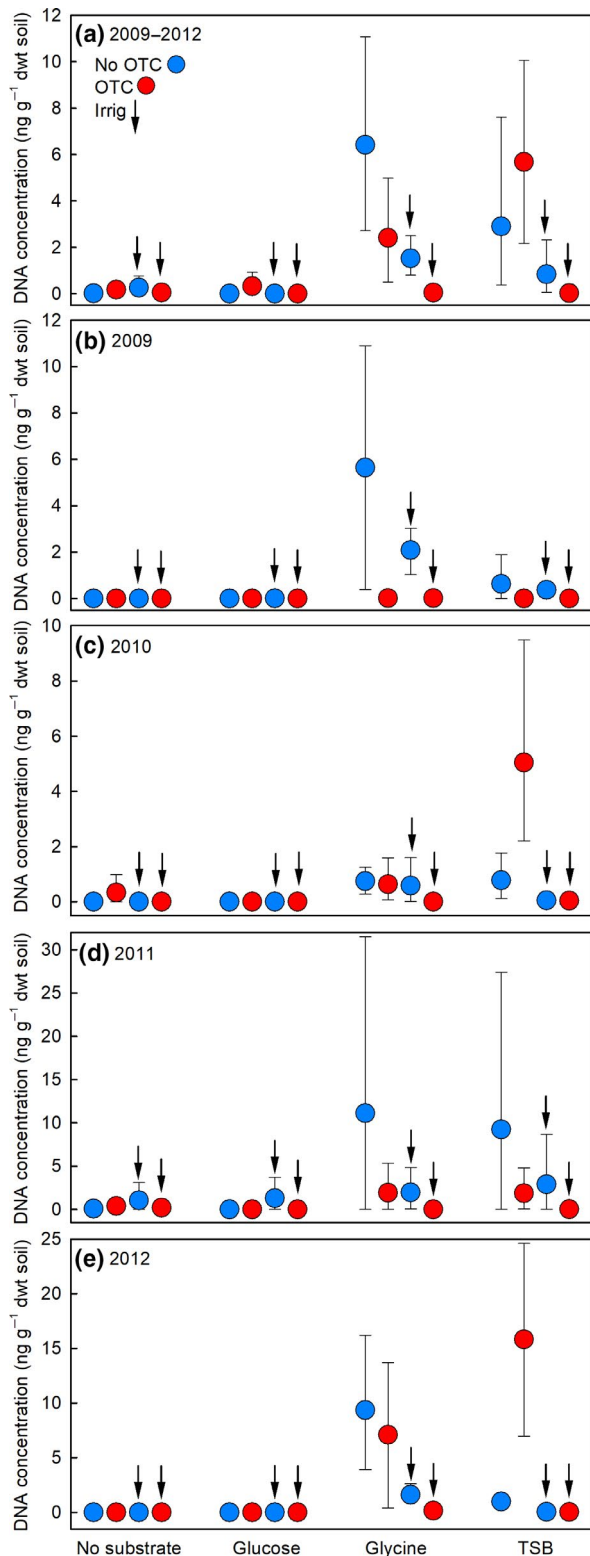 (a) 2009–2012
No OTC
OTC
Irrig
DNA concentration (ng g⁻¹ dwt soil)
12
10
8
6
4
2
0
(b) 2009
DNA concentration (ng g⁻¹ dwt soil)
12
10
8
6
4
2
0
(c) 2010
DNA concentration (ng g⁻¹ dwt soil)
10
8
6
4
2
0
(d) 2011
DNA concentration (ng g⁻¹ dwt soil)
30
25
20
15
10
5
0
(e) 2012
DNA concentration (ng g⁻¹ dwt soil)
25
20
15
10
5
0
No substrate Glucose Glycine TSB